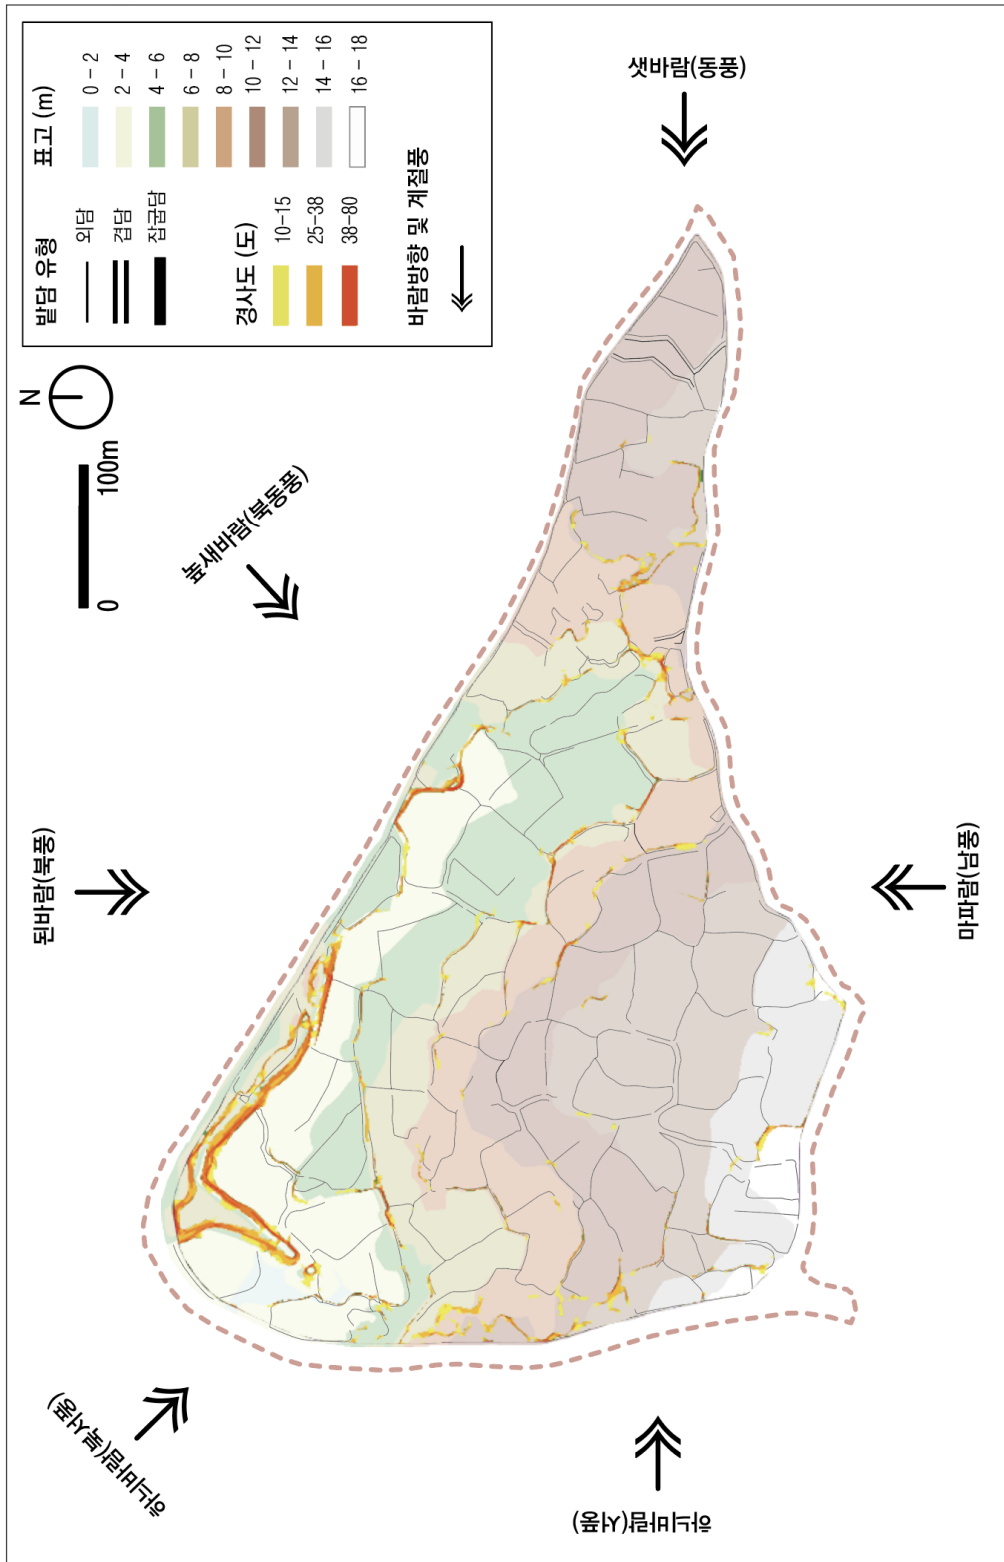 밭담 유형
외담
겹담
잡굽담
표고 (m)
0 – 2
2 – 4
4 – 6
6 – 8
8 – 10
10 – 12
12 – 14
14 – 16
16 – 18
경사도 (도)
10–15
25–38
38–80
바람방향 및 계절풍
N
0 100m
샛바람(동풍)
높새바람(북동풍)
된바람(북풍)
마파람(남풍)
하늬바람(북서풍)
하늬바람(서풍)